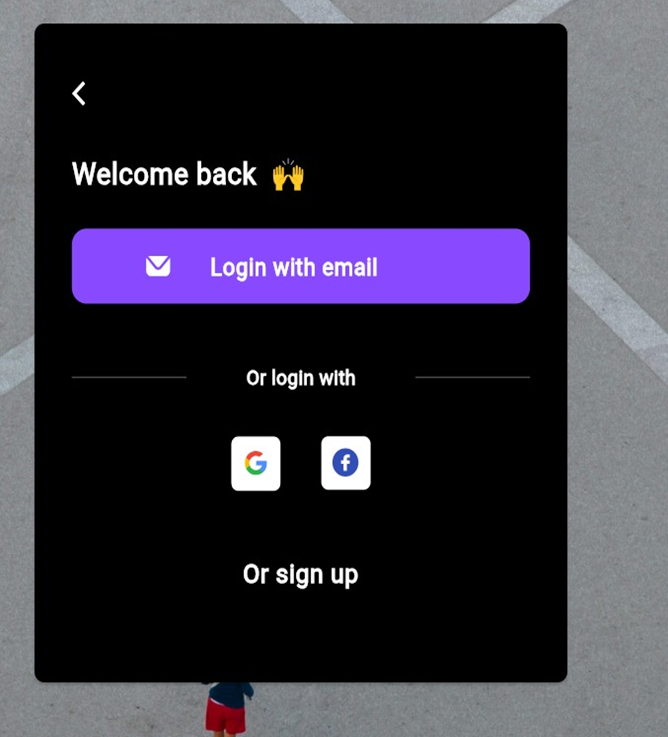 Welcome back 🙌
Login with email
Or login with
Or sign up